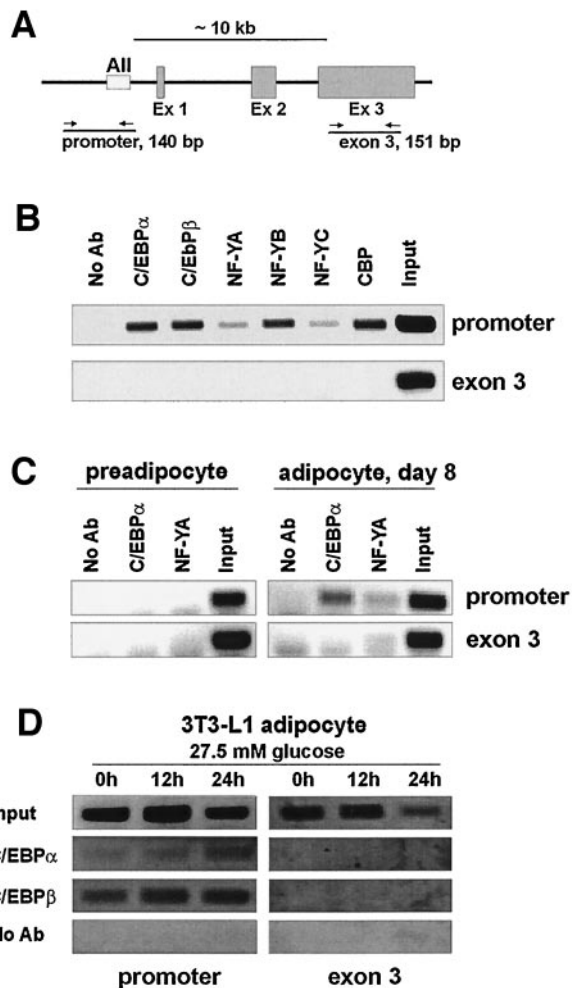 A
~ 10 kb
AII
Ex 1 Ex 2 Ex 3
promoter, 140 bp exon 3, 151 bp
B
No Ab C/EBPα C/EbPβ NF-YA NF-YB NF-YC CBP Input
promoter
exon 3
C
preadipocyte adipocyte, day 8
No Ab C/EBPα NF-YA Input No Ab C/EBPα NF-YA Input
promoter
exon 3
D
3T3-L1 adipocyte
27.5 mM glucose
0h 12h 24h 0h 12h 24h
nput
C/EBPα
C/EBPβ
No Ab
promoter exon 3